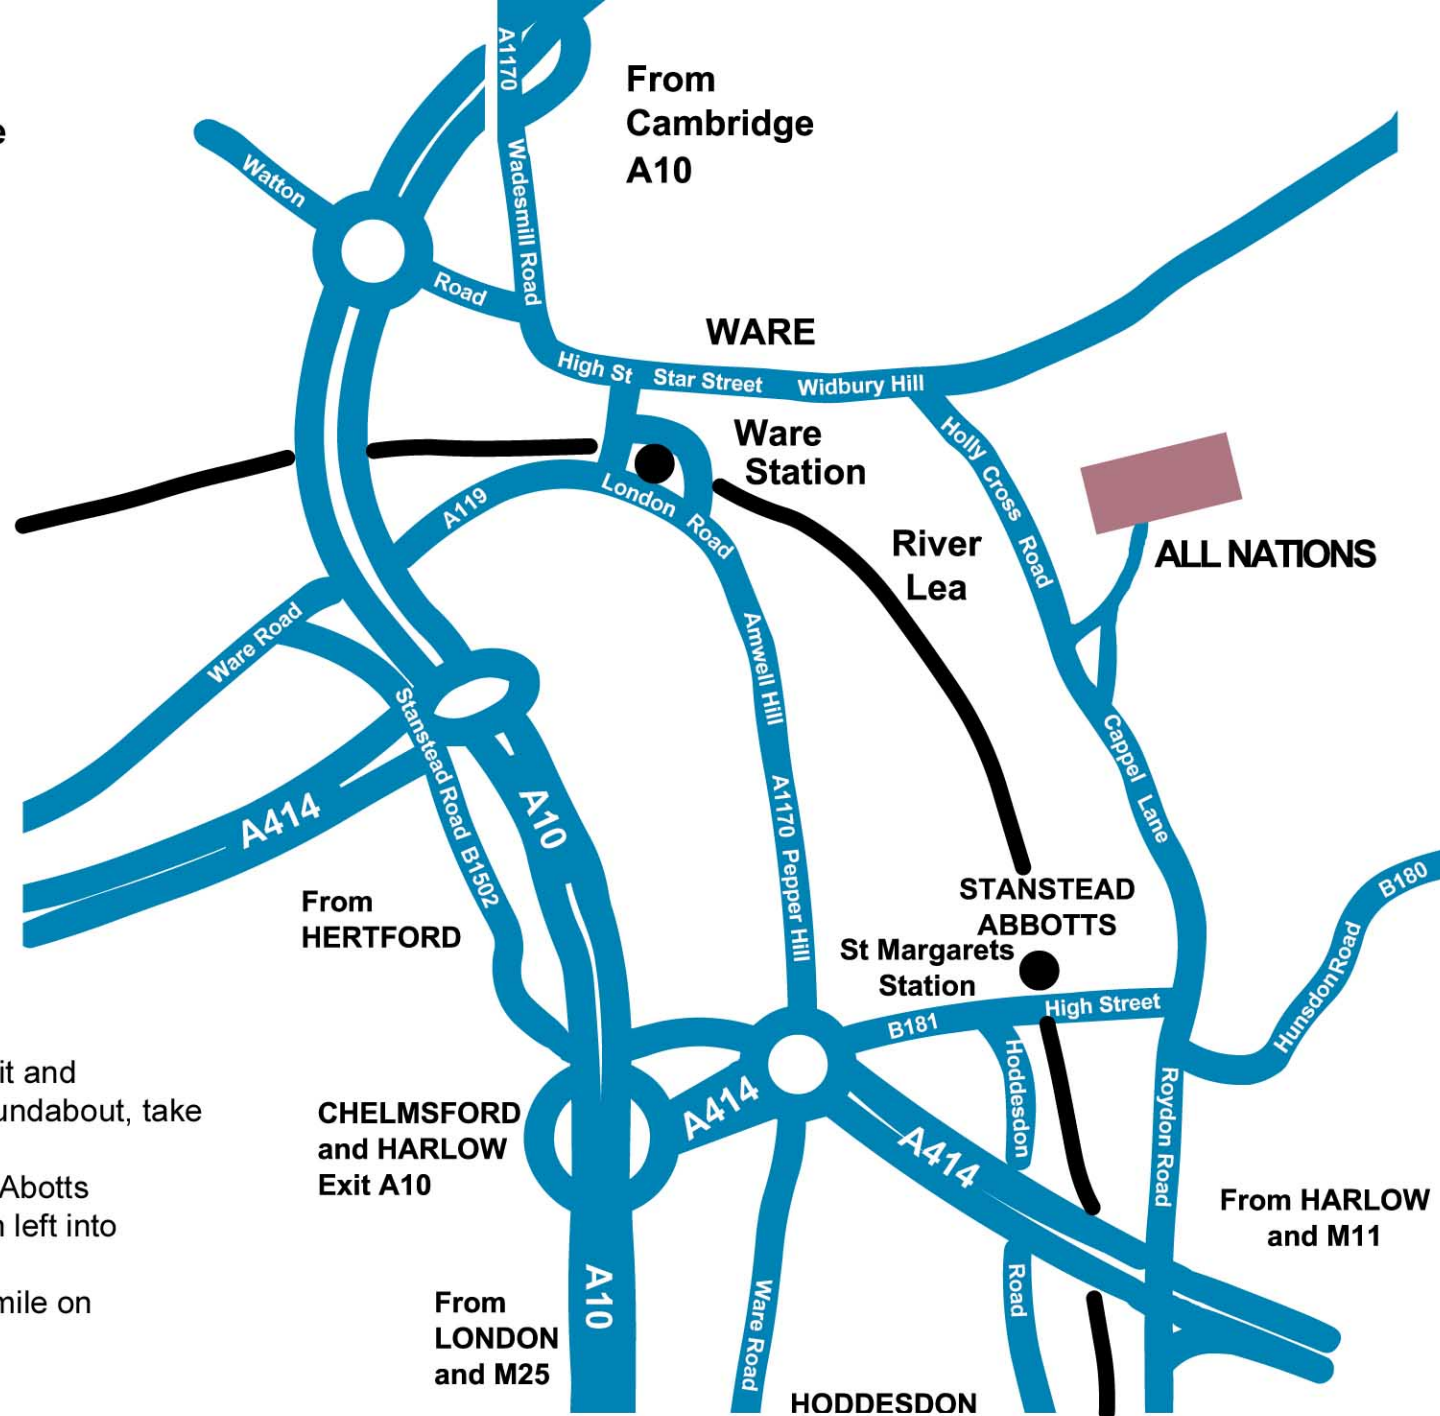 A1170
From
Cambridge
A10
e
Watton
Wadesmill Road
Road
WARE
High St
Star Street
Widbury Hill
Ware
Station
Holly Cross Road
A119
London Road
River
Lea
ALL NATIONS
Ware Road
Amwell Hill
Stanstead Road B1502
Cappel Lane
A414
A10
A1170
Pepper Hill
From
HERTFORD
STANSTEAD
ABBOTTS
B180
St Margarets
Station
High Street
B181
Hunsdon Road
it and
undabout, take
Hoddesdon
Roydon Road
CHELMSFORD
and HARLOW
Exit A10
A414
A414
Abotts
n left into
From HARLOW
and M11
mile on
A10
From
LONDON
and M25
Ware Road
Road
HODDESDON